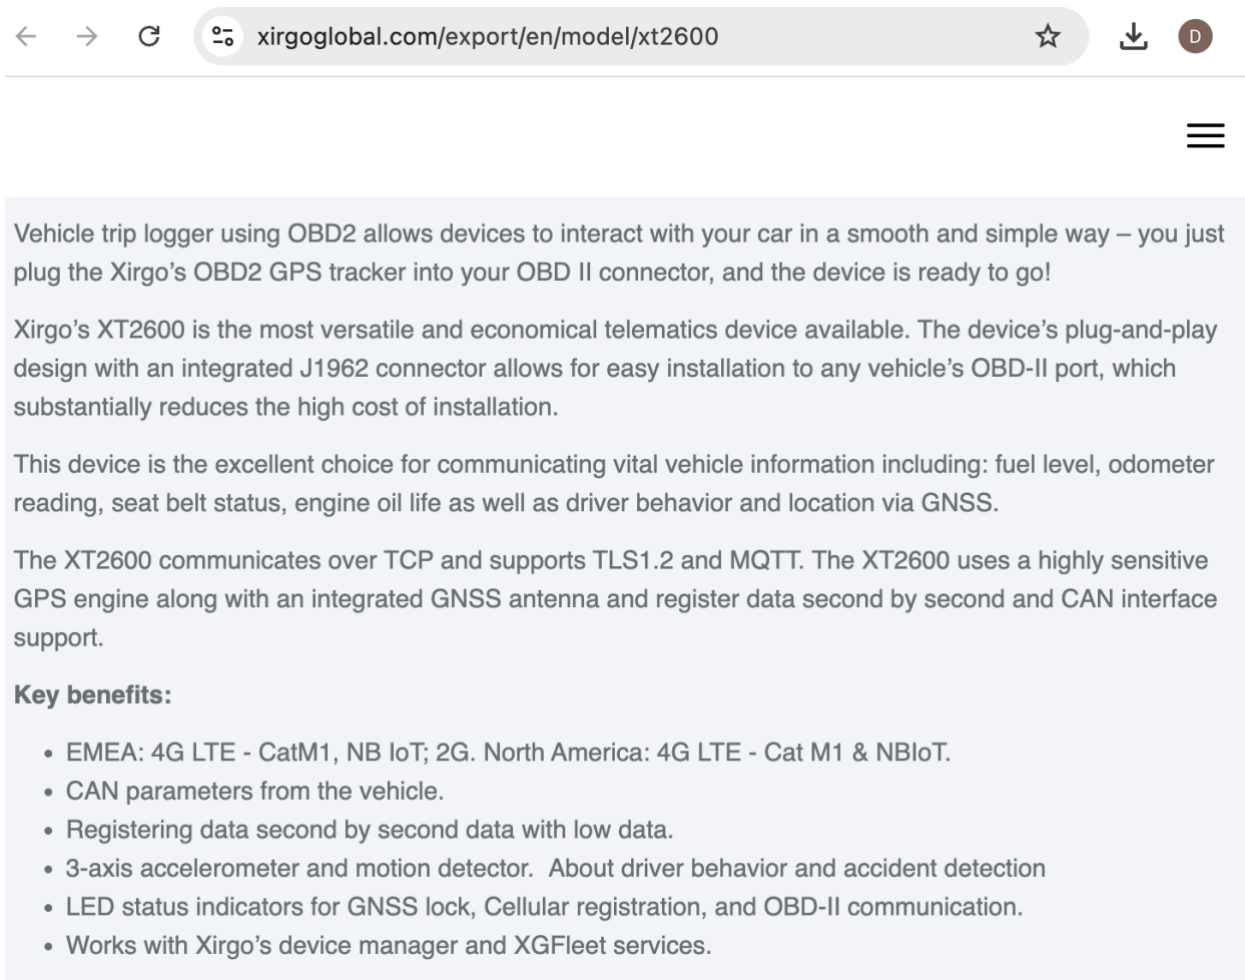 xirgoglobal.com/export/en/model/xt2600
D
Vehicle trip logger using OBD2 allows devices to interact with your car in a smooth and simple way – you just
plug the Xirgo's OBD2 GPS tracker into your OBD II connector, and the device is ready to go!
Xirgo's XT2600 is the most versatile and economical telematics device available. The device's plug-and-play
design with an integrated J1962 connector allows for easy installation to any vehicle's OBD-II port, which
substantially reduces the high cost of installation.
This device is the excellent choice for communicating vital vehicle information including: fuel level, odometer
reading, seat belt status, engine oil life as well as driver behavior and location via GNSS.
The XT2600 communicates over TCP and supports TLS1.2 and MQTT. The XT2600 uses a highly sensitive
GPS engine along with an integrated GNSS antenna and register data second by second and CAN interface
support.
Key benefits:
• EMEA: 4G LTE - CatM1, NB IoT; 2G. North America: 4G LTE - Cat M1 & NBIoT.
• CAN parameters from the vehicle.
• Registering data second by second data with low data.
• 3-axis accelerometer and motion detector.  About driver behavior and accident detection
• LED status indicators for GNSS lock, Cellular registration, and OBD-II communication.
• Works with Xirgo's device manager and XGFleet services.